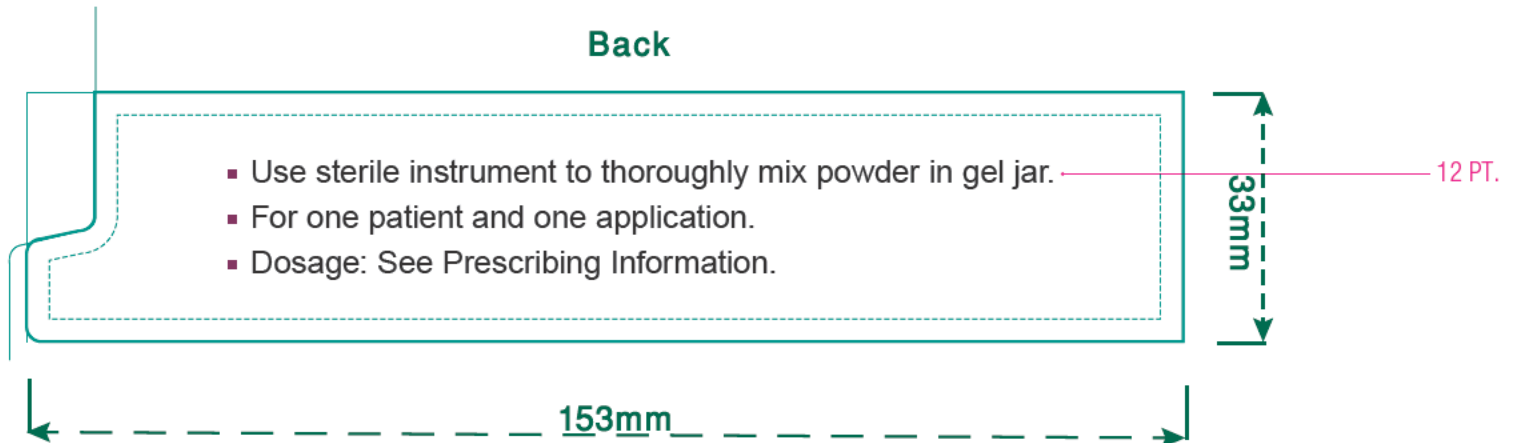 Back
▪ Use sterile instrument to thoroughly mix powder in gel jar.
12 PT.
▪ For one patient and one application.
▪ Dosage: See Prescribing Information.
33mm
153mm